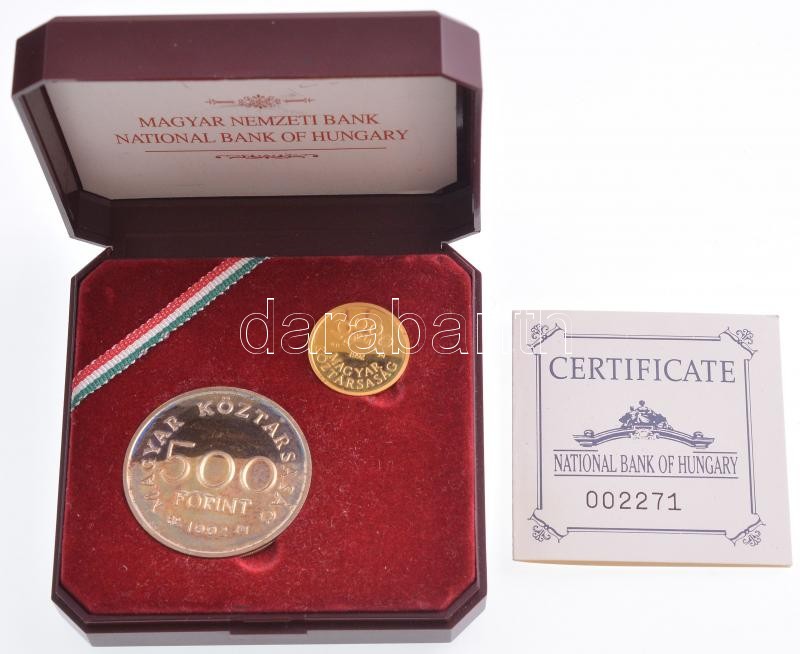 MAGYAR NEMZETI BANK
NATIONAL BANK OF HUNGARY
darabanth
MAGYAR
KÖZTÁRSASÁG
MAGYAR KÖZTÁRSASÁG
500
FORINT
CERTIFICATE
NATIONAL BANK OF HUNGARY
002271